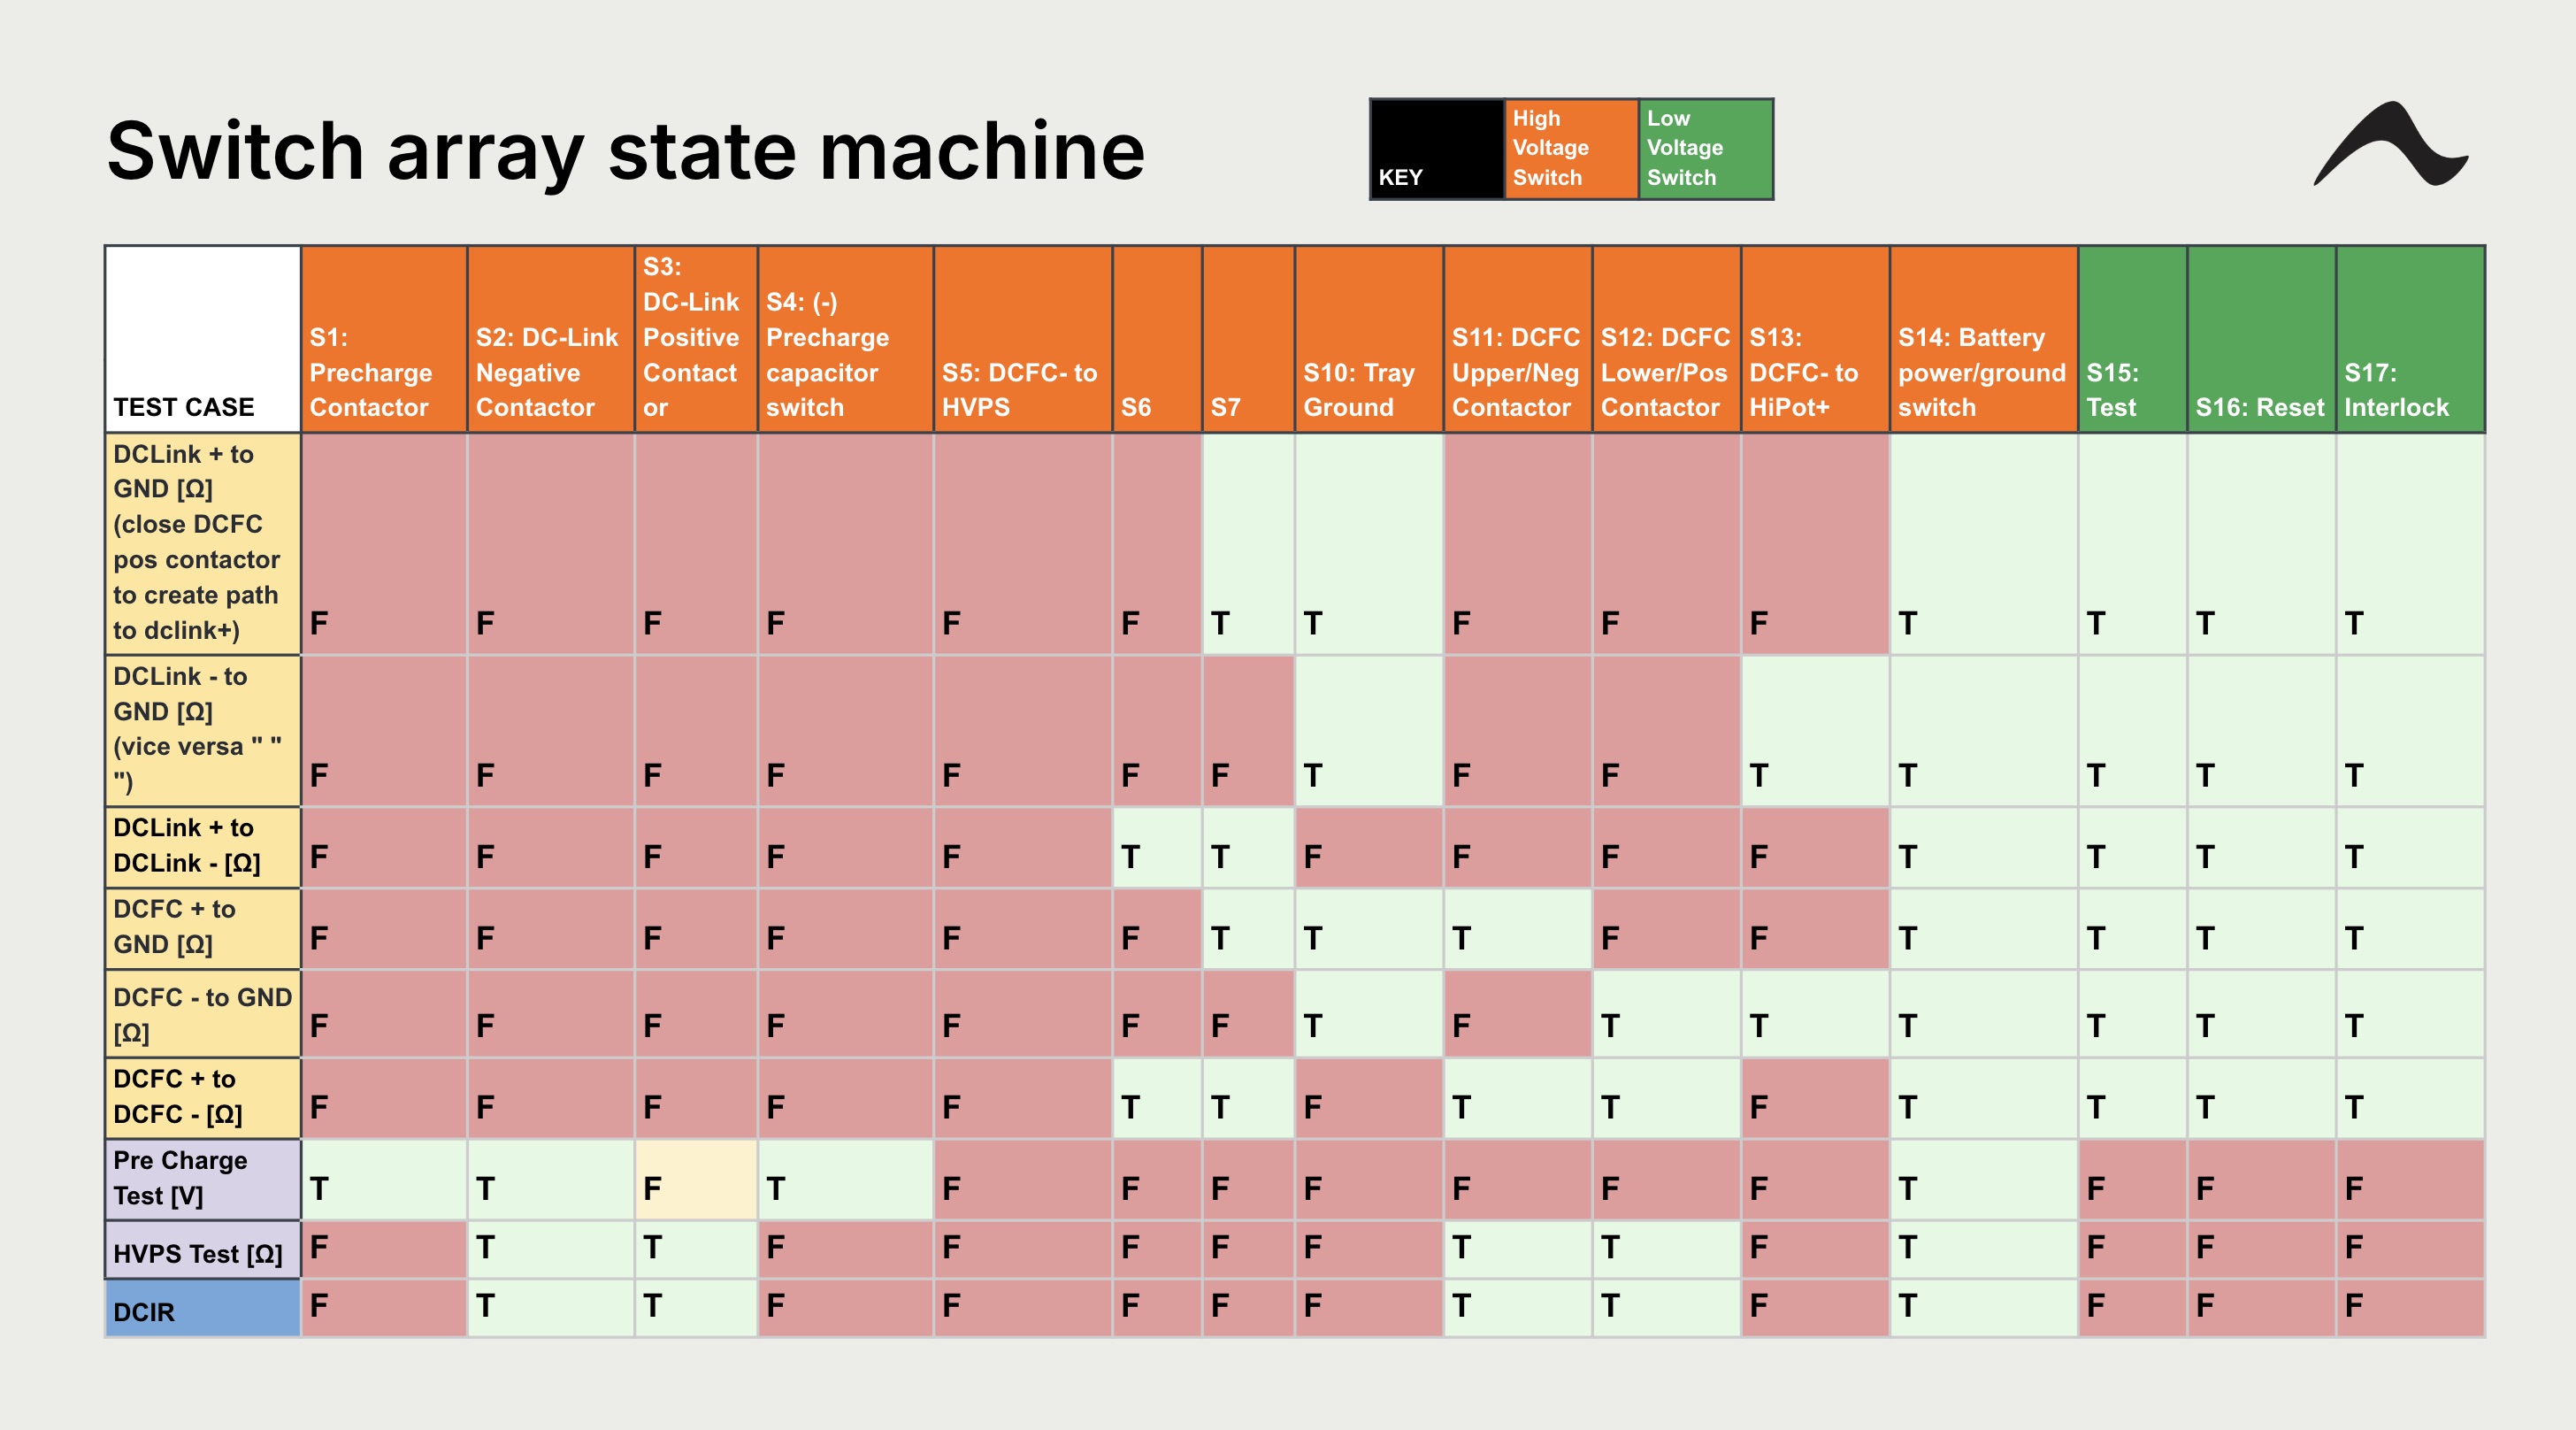 Switch array state machine
KEY
High
Voltage
Switch
Low
Voltage
Switch
TEST CASE
S1:
Precharge
Contactor
S2: DC-Link
Negative
Contactor
S3:
DC-Link
Positive
Contact
or
S4: (-)
Precharge
capacitor
switch
S5: DCFC- to
HVPS
S6
S7
S10: Tray
Ground
S11: DCFC
Upper/Neg
Contactor
S12: DCFC
Lower/Pos
Contactor
S13:
DCFC- to
HiPot+
S14: Battery
power/ground
switch
S15:
Test
S16: Reset
S17:
Interlock
DCLink + to
GND [Ω]
(close DCFC
pos contactor
to create path
to dclink+)
F F F F F F T T F F F T T T T
DCLink - to
GND [Ω]
(vice versa " "
")
F F F F F F F T F F T T T T T
DCLink + to
DCLink - [Ω]
F F F F F T T F F F F T T T T
DCFC + to
GND [Ω]
F F F F F F T T T F F T T T T
DCFC - to GND
[Ω]
F F F F F F F T F T T T T T T
DCFC + to
DCFC - [Ω]
F F F F F T T F T T F T T T T
Pre Charge
Test [V]
T T F T F F F F F F F T F F F
HVPS Test [Ω]
F T T F F F F F T T F T F F F
DCIR
F T T F F F F F T T F T F F F